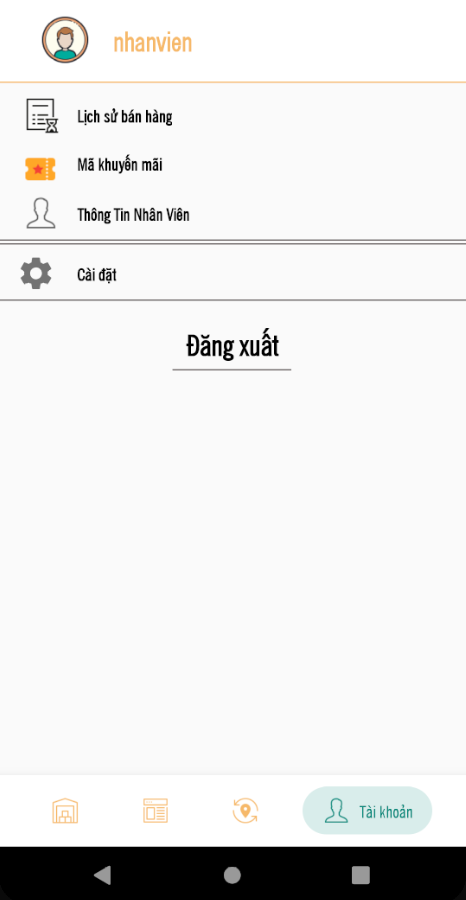 nhanvien
Lịch sử bán hàng
Mã khuyến mãi
Thông Tin Nhân Viên
Cài đặt
Đăng xuất
Tài khoản